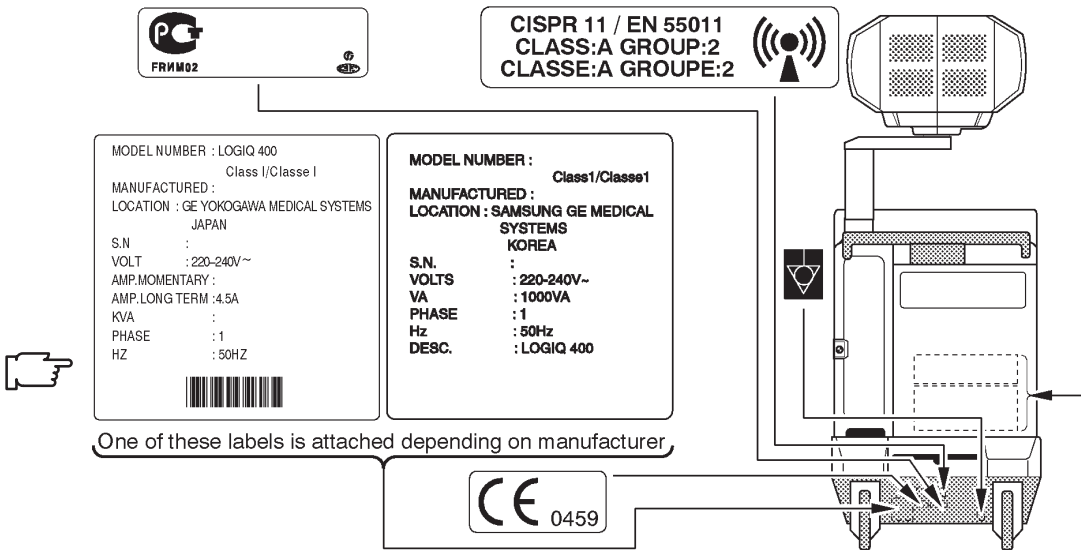 FRИM02
CISPR 11 / EN 55011
CLASS:A GROUP:2
CLASSE:A GROUPE:2
MODEL NUMBER : LOGIQ 400
Class I/Classe I
MANUFACTURED :
LOCATION : GE YOKOGAWA MEDICAL SYSTEMS
JAPAN
S.N :
VOLT : 220–240V~
AMP.MOMENTARY :
AMP.LONG TERM :4.5A
KVA :
PHASE : 1
HZ : 50HZ
MODEL NUMBER :
Class1/Classe1
MANUFACTURED :
LOCATION : SAMSUNG GE MEDICAL
SYSTEMS
KOREA
S.N. :
VOLTS : 220-240V~
VA : 1000VA
PHASE : 1
Hz : 50Hz
DESC. : LOGIQ 400
One of these labels is attached depending on manufacturer
CE 0459